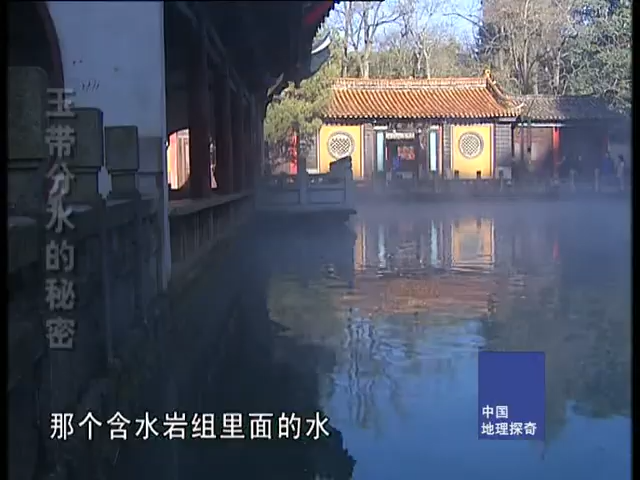 玉带分水的秘密
中国
地理探奇
那个含水岩组里面的水